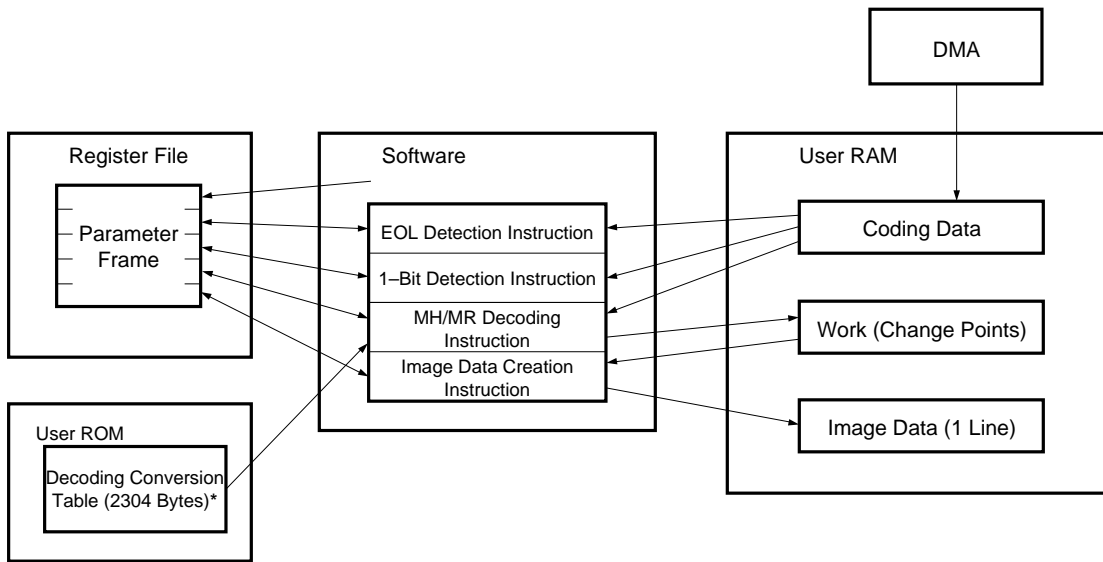 DMA
Register File
Parameter
Frame
Software
EOL Detection Instruction
1–Bit Detection Instruction
MH/MR Decoding
Instruction
Image Data Creation
Instruction
User RAM
Coding Data
Work (Change Points)
Image Data (1 Line)
User ROM
Decoding Conversion
Table (2304 Bytes)*